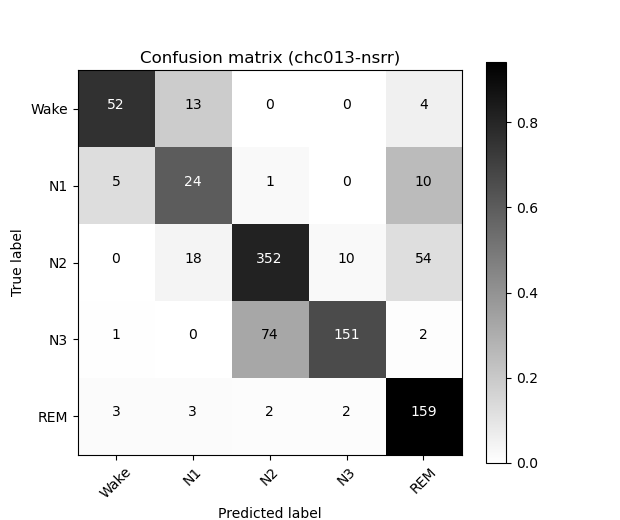 Confusion matrix (chc013-nsrr)
Wake 52 13 0 0 4
N1 5 24 1 0 10
N2 0 18 352 10 54
N3 1 0 74 151 2
REM 3 3 2 2 159
Wake N1 N2 N3 REM
True label
Predicted label
0.8
0.6
0.4
0.2
0.0